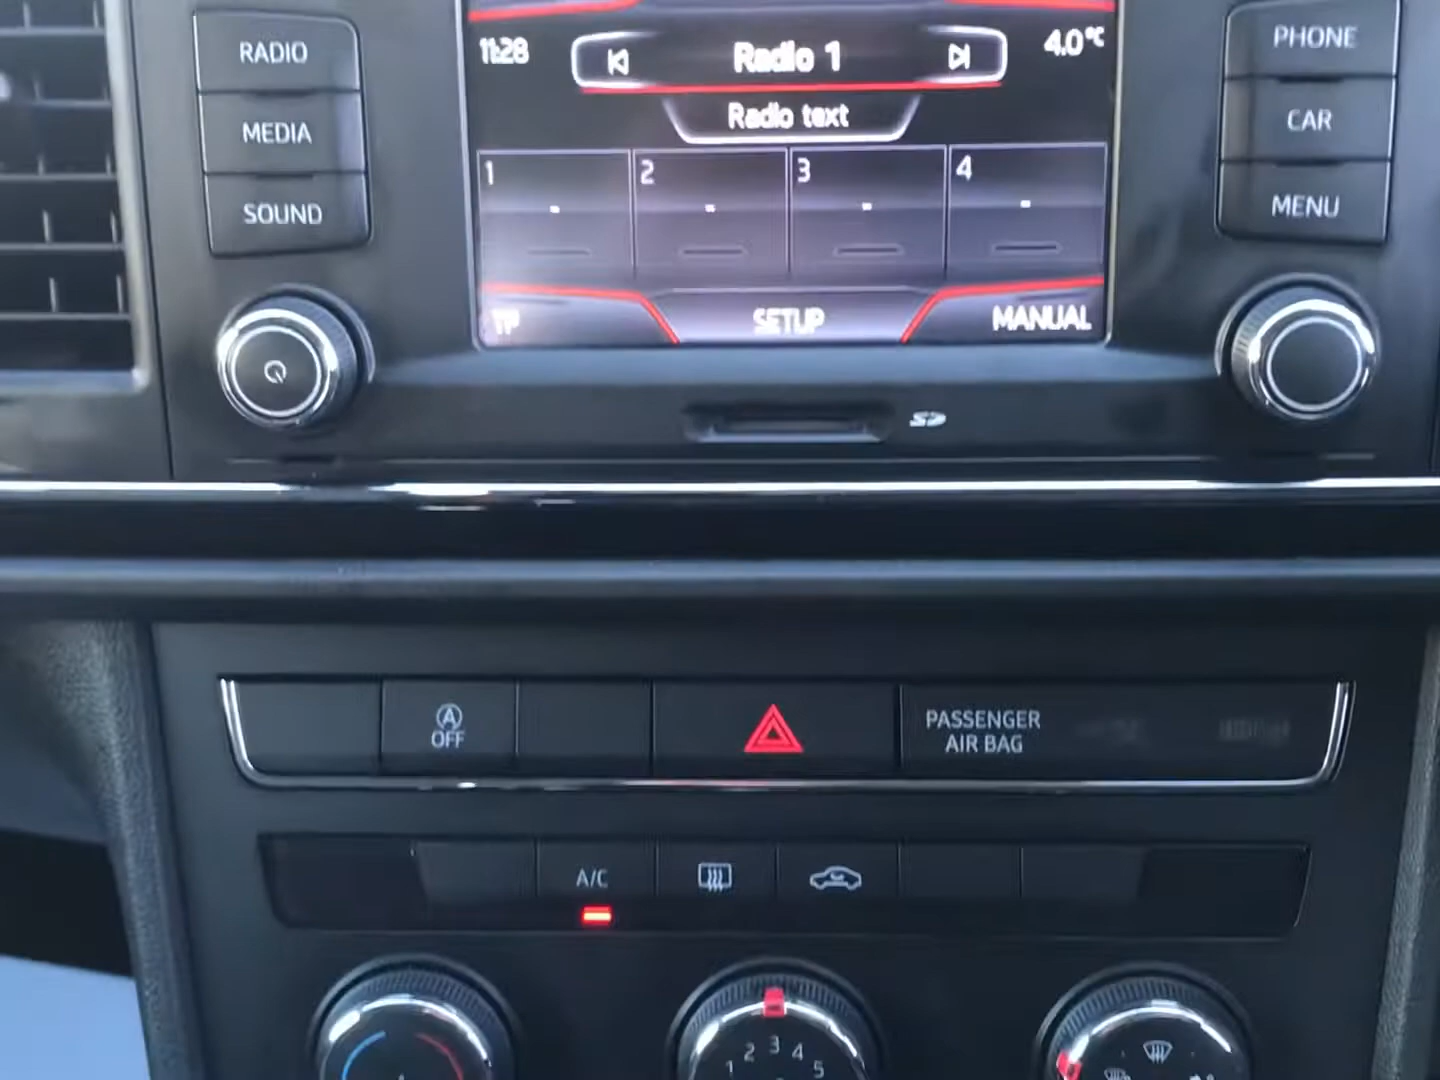 RADIO
MEDIA
SOUND
11:28
Radio 1
4.0°C
Radio text
1
2
3
4
TP
SETUP
MANUAL
PHONE
CAR
MENU
SD
A
OFF
PASSENGER
AIR BAG
A/C
1 2 3 4 5